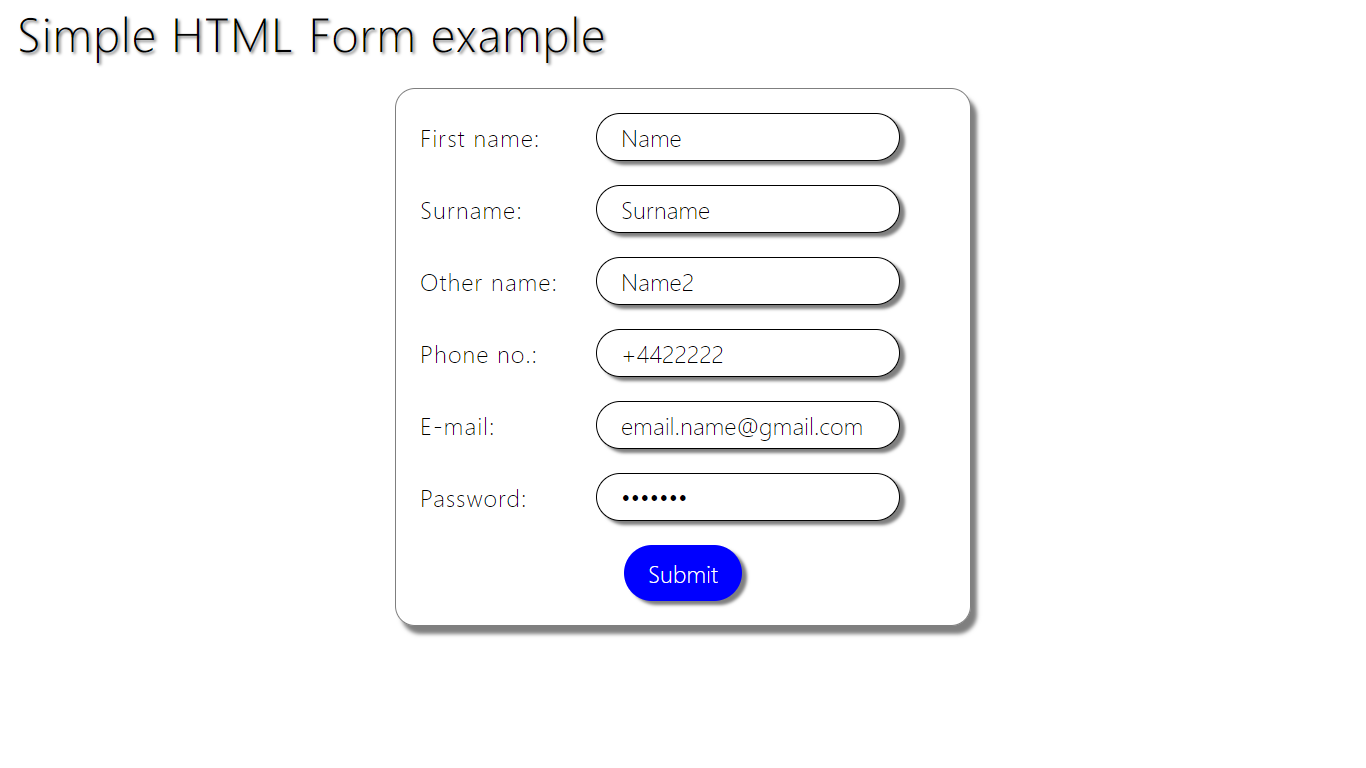 Simple HTML Form example
First name: Name
Surname: Surname
Other name: Name2
Phone no.: +4422222
E-mail: email.name@gmail.com
Password: •••••••
Submit